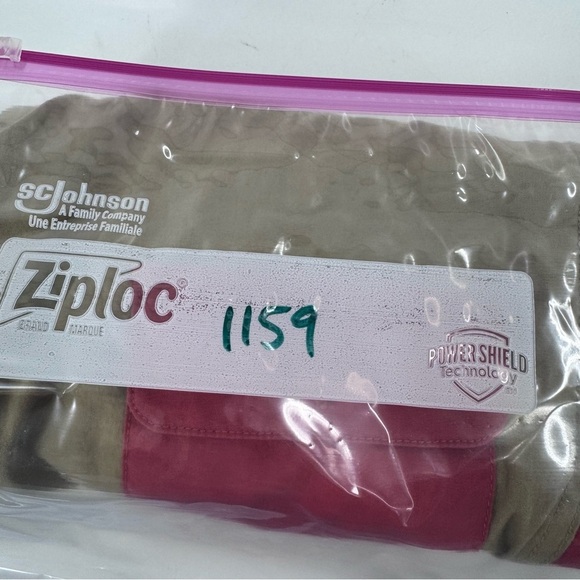 SCJohnson
A Family Company
Une Entreprise Familiale
Ziploc®
BRAND MARQUE
1159
POWER SHIELD
Technology